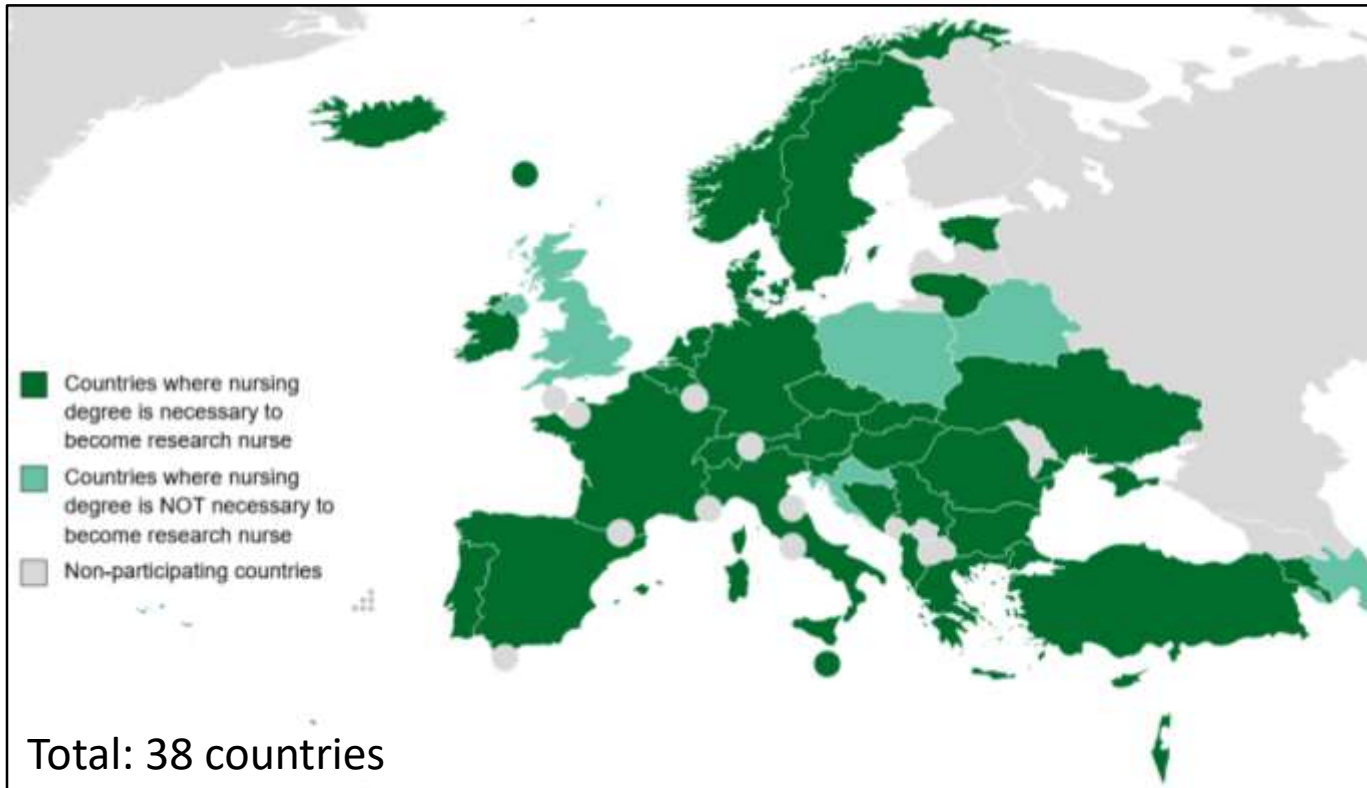 Countries where nursing
degree is necessary to
become research nurse
Countries where nursing
degree is NOT necessary to
become research nurse
Non-participating countries
Total: 38 countries